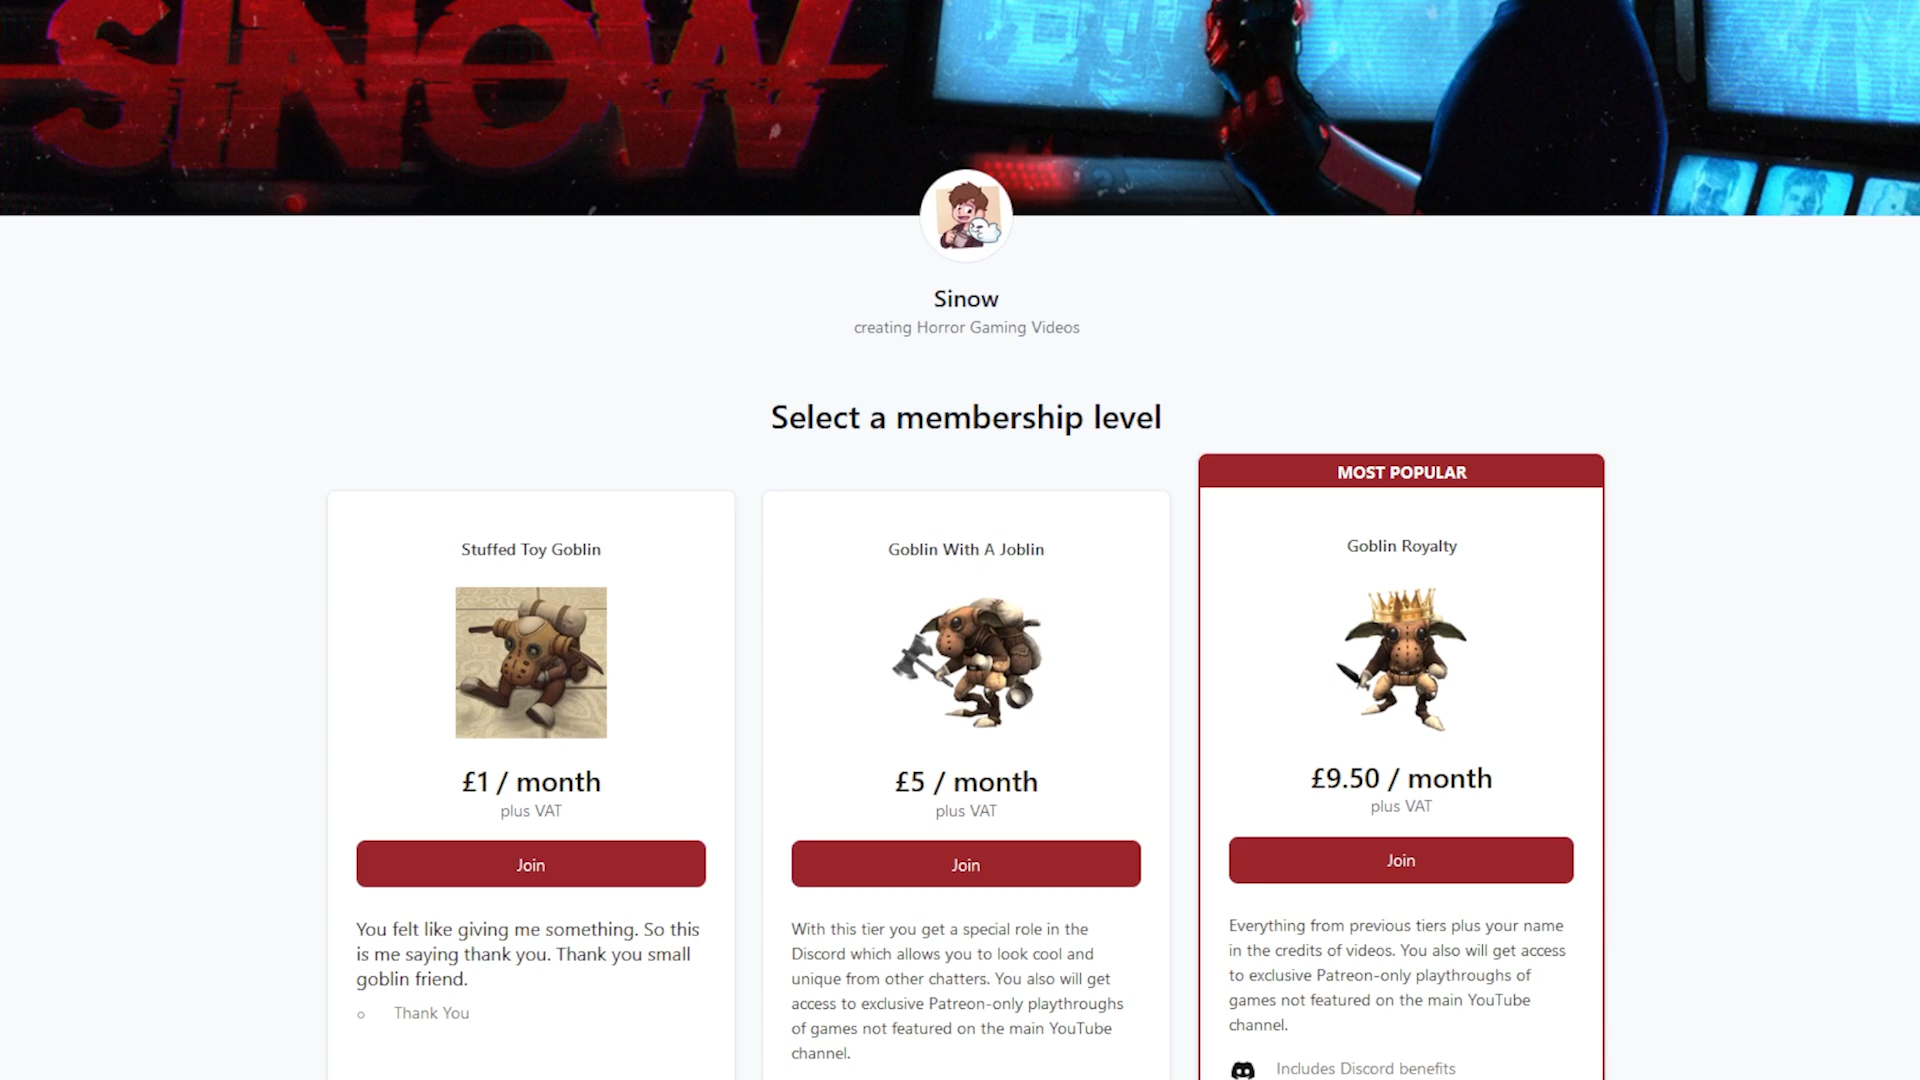 SINOW
Sinow
creating Horror Gaming Videos
Select a membership level
Stuffed Toy Goblin
£1 / month
plus VAT
Join
You felt like giving me something. So this
is me saying thank you. Thank you small
goblin friend.
Thank You
Goblin With A Joblin
£5 / month
plus VAT
Join
With this tier you get a special role in the
Discord which allows you to look cool and
unique from other chatters. You also will get
access to exclusive Patreon-only playthroughs
of games not featured on the main YouTube
channel.
MOST POPULAR
Goblin Royalty
£9.50 / month
plus VAT
Join
Everything from previous tiers plus your name
in the credits of videos. You also will get access
to exclusive Patreon-only playthroughs of
games not featured on the main YouTube
channel.
Includes Discord benefits